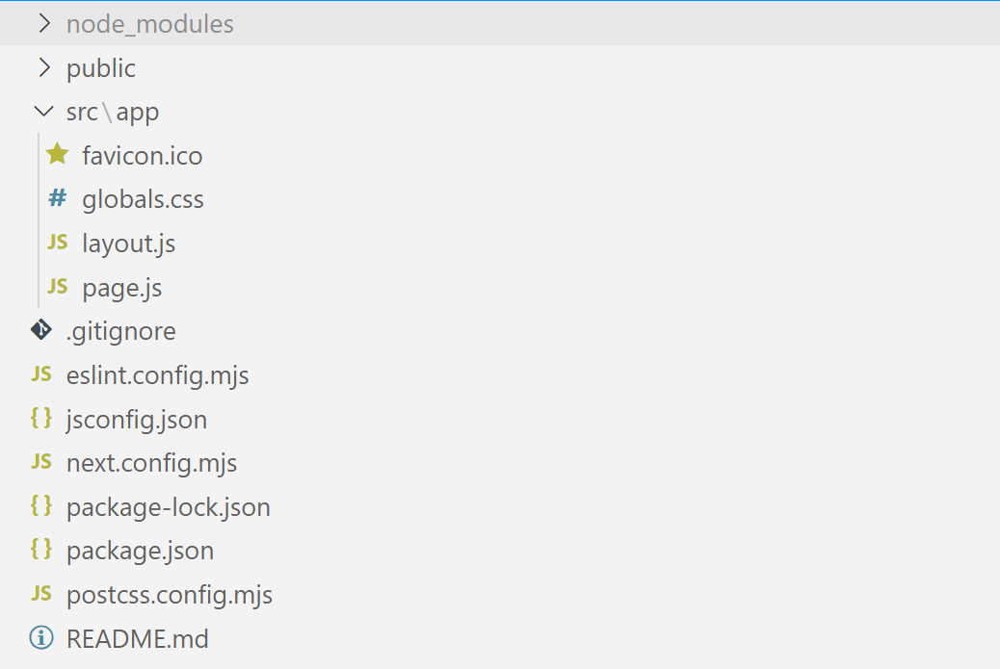 node_modules
public
src\app
favicon.ico
# globals.css
JS layout.js
JS page.js
.gitignore
JS eslint.config.mjs
{} jsconfig.json
JS next.config.mjs
{} package-lock.json
{} package.json
JS postcss.config.mjs
README.md